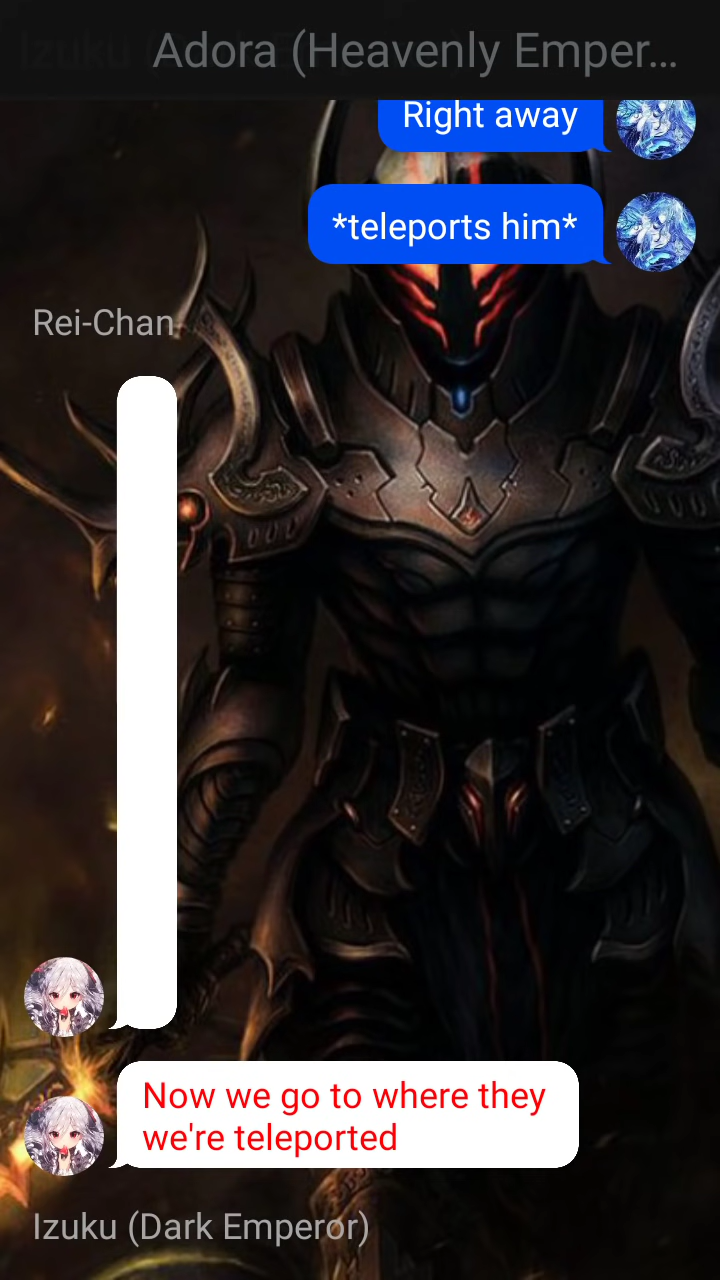 Adora (Heavenly Emper...
Right away
*teleports him*
Rei-Chan
Now we go to where they
we're teleported
Izuku (Dark Emperor)